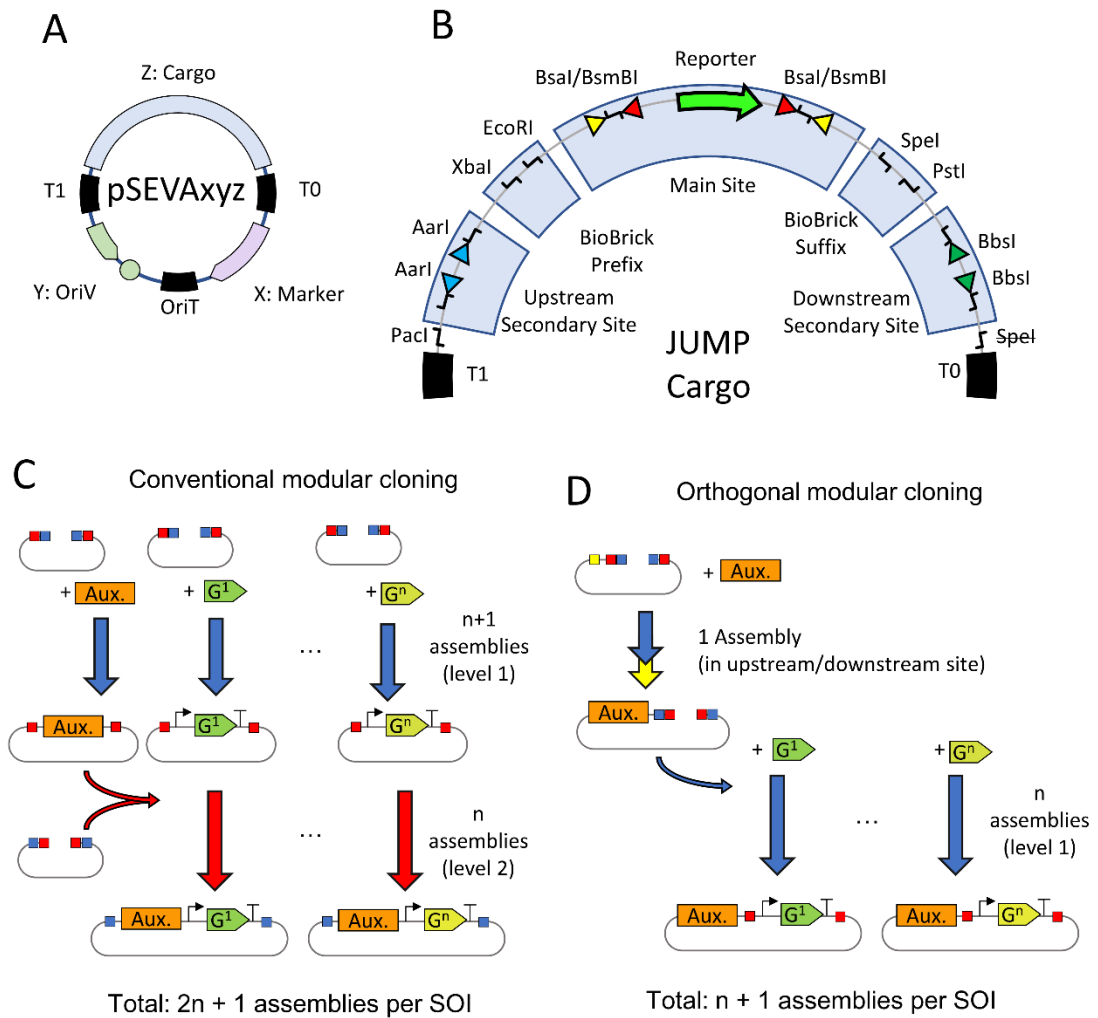 A
Z: Cargo
T1
pSEVAxyz
T0
Y: OriV
OriT
X: Marker
B
Reporter
BsaI/BsmBI
BsaI/BsmBI
EcoRI
XbaI
SpeI
PstI
Main Site
AarI
AarI
BioBrick
Prefix
BioBrick
Suffix
BbsI
BbsI
Upstream
Secondary Site
Downstream
Secondary Site
PacI
SpeI
T1
JUMP
Cargo
T0
C
Conventional modular cloning
+ Aux.
+ G¹
+ Gⁿ
n+1
assemblies
(level 1)
...
Aux.
G¹
Gⁿ
...
n
assemblies
(level 2)
Aux.
G¹
Aux.
Gⁿ
Total: 2n + 1 assemblies per SOI
D
Orthogonal modular cloning
+ Aux.
1 Assembly
(in upstream/downstream site)
Aux.
+ G¹
+ Gⁿ
...
n
assemblies
(level 1)
Aux.
G¹
Aux.
Gⁿ
Total: n + 1 assemblies per SOI